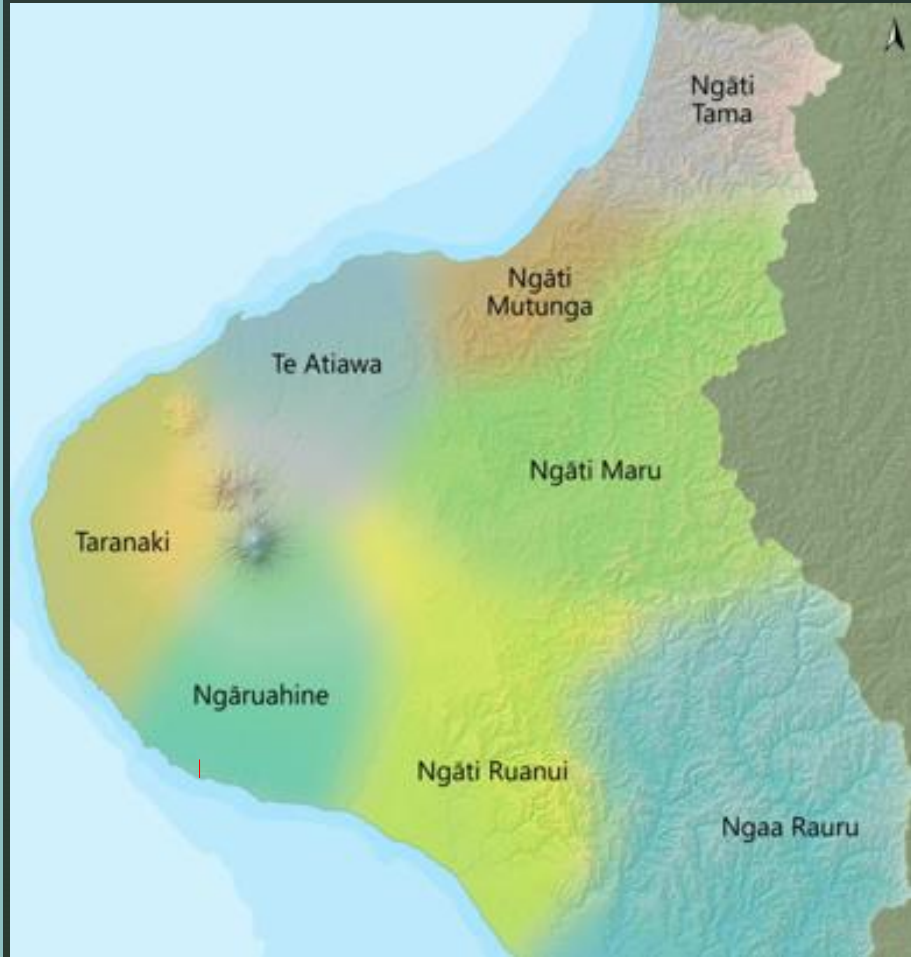 Ngāti
Tama
Ngāti
Mutunga
Te Atiawa
Ngāti Maru
Taranaki
Ngāruahine
Ngāti Ruanui
Ngaa Rauru